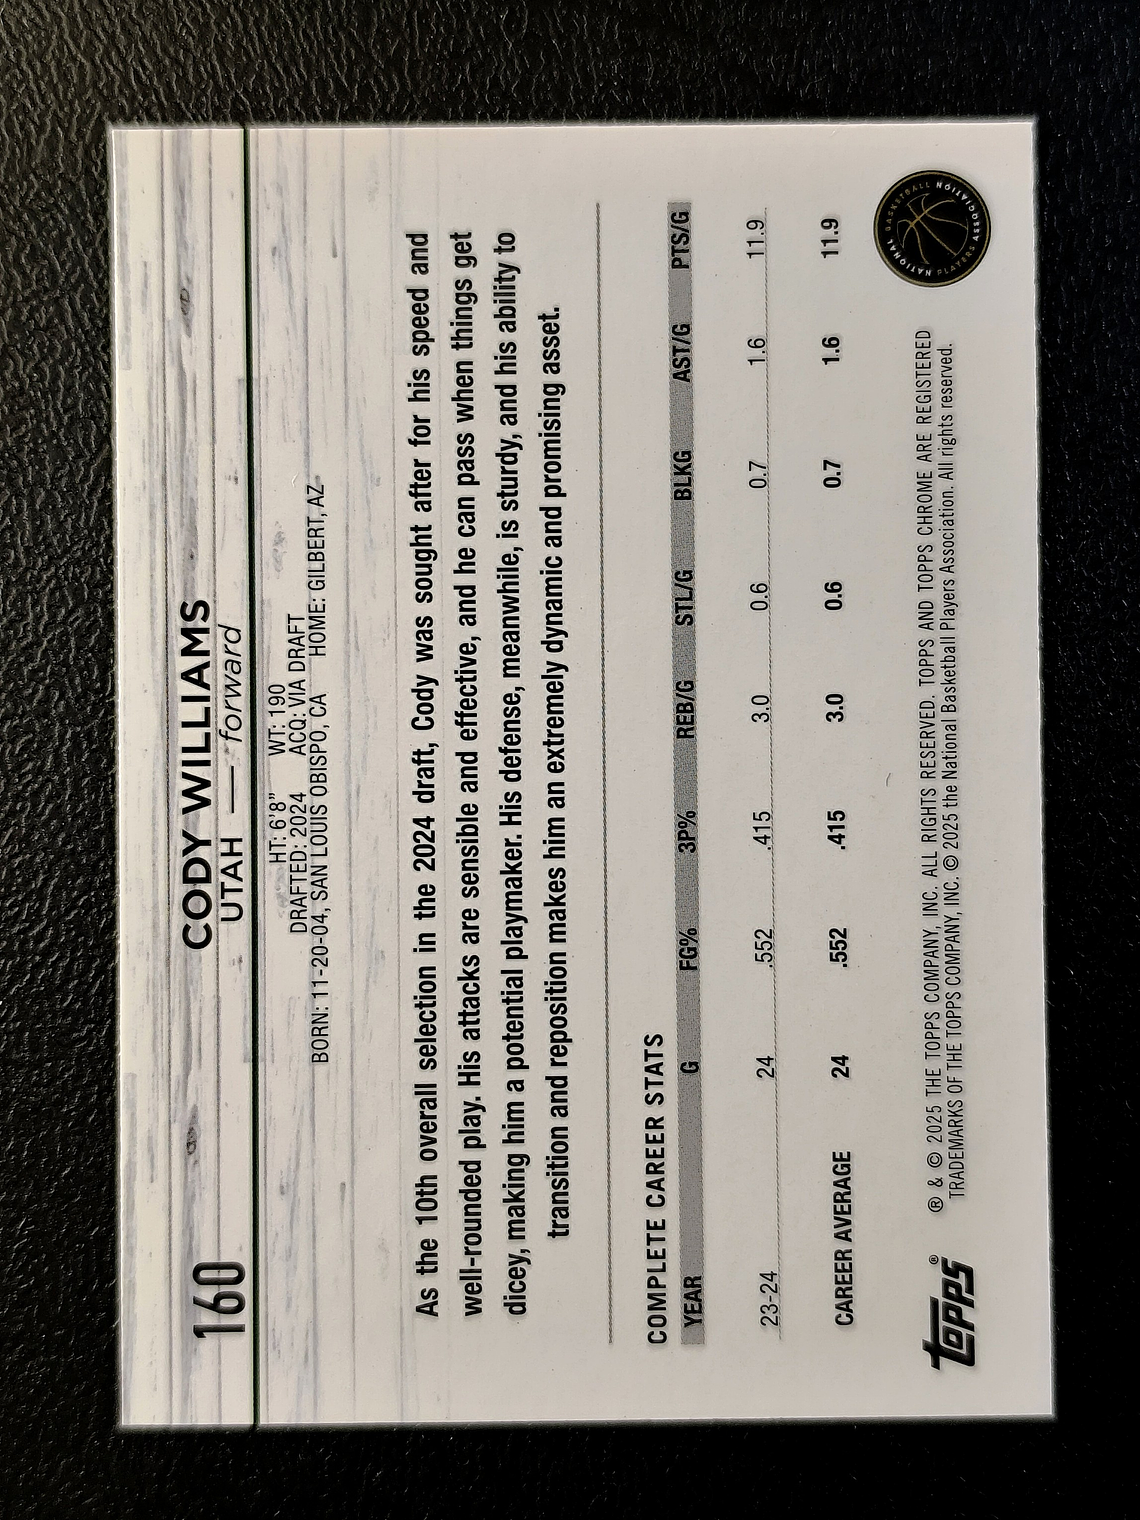 160
CODY WILLIAMS
UTAH — forward
HT: 6'8" WT: 190
DRAFTED: 2024 ACQ: VIA DRAFT
BORN: 11-20-04, SAN LOUIS OBISPO, CA HOME: GILBERT, AZ
As the 10th overall selection in the 2024 draft, Cody was sought after for his speed and
well-rounded play. His attacks are sensible and effective, and he can pass when things get
dicey, making him a potential playmaker. His defense, meanwhile, is sturdy, and his ability to
transition and reposition makes him an extremely dynamic and promising asset.
COMPLETE CAREER STATS
YEAR G FG% 3P% REB/G STL/G BLKG AST/G PTS/G
23-24 24 .552 .415 3.0 0.6 0.7 1.6 11.9
CAREER AVERAGE 24 .552 .415 3.0 0.6 0.7 1.6 11.9
topps®
® & © 2025 THE TOPPS COMPANY, INC. ALL RIGHTS RESERVED. TOPPS AND TOPPS CHROME ARE REGISTERED
TRADEMARKS OF THE TOPPS COMPANY, INC. © 2025 the National Basketball Players Association. All rights reserved.
NATIONAL BASKETBALL
PLAYERS ASSOCIATION